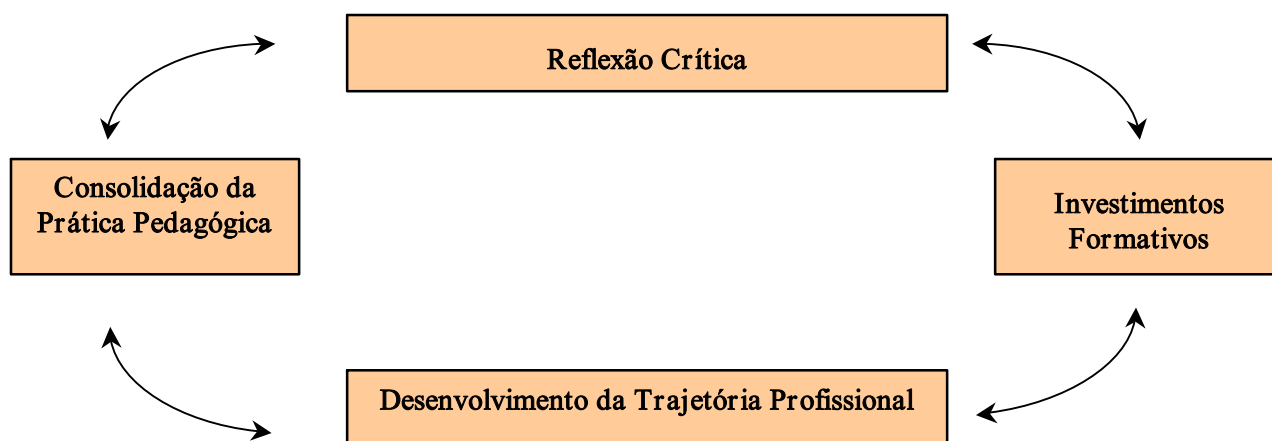 Reflexão Crítica
Consolidação da
Prática Pedagógica
Investimentos
Formativos
Desenvolvimento da Trajetória Profissional